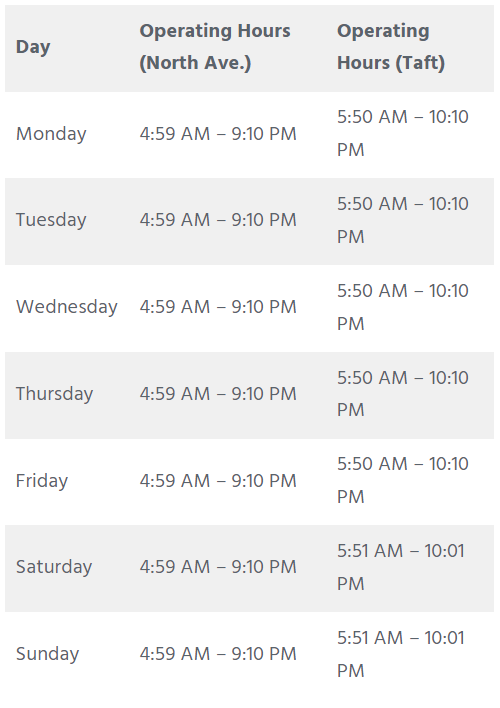 Day Operating Hours (North Ave.) Operating Hours (Taft)
Monday 4:59 AM – 9:10 PM 5:50 AM – 10:10 PM
Tuesday 4:59 AM – 9:10 PM 5:50 AM – 10:10 PM
Wednesday 4:59 AM – 9:10 PM 5:50 AM – 10:10 PM
Thursday 4:59 AM – 9:10 PM 5:50 AM – 10:10 PM
Friday 4:59 AM – 9:10 PM 5:50 AM – 10:10 PM
Saturday 4:59 AM – 9:10 PM 5:51 AM – 10:01 PM
Sunday 4:59 AM – 9:10 PM 5:51 AM – 10:01 PM